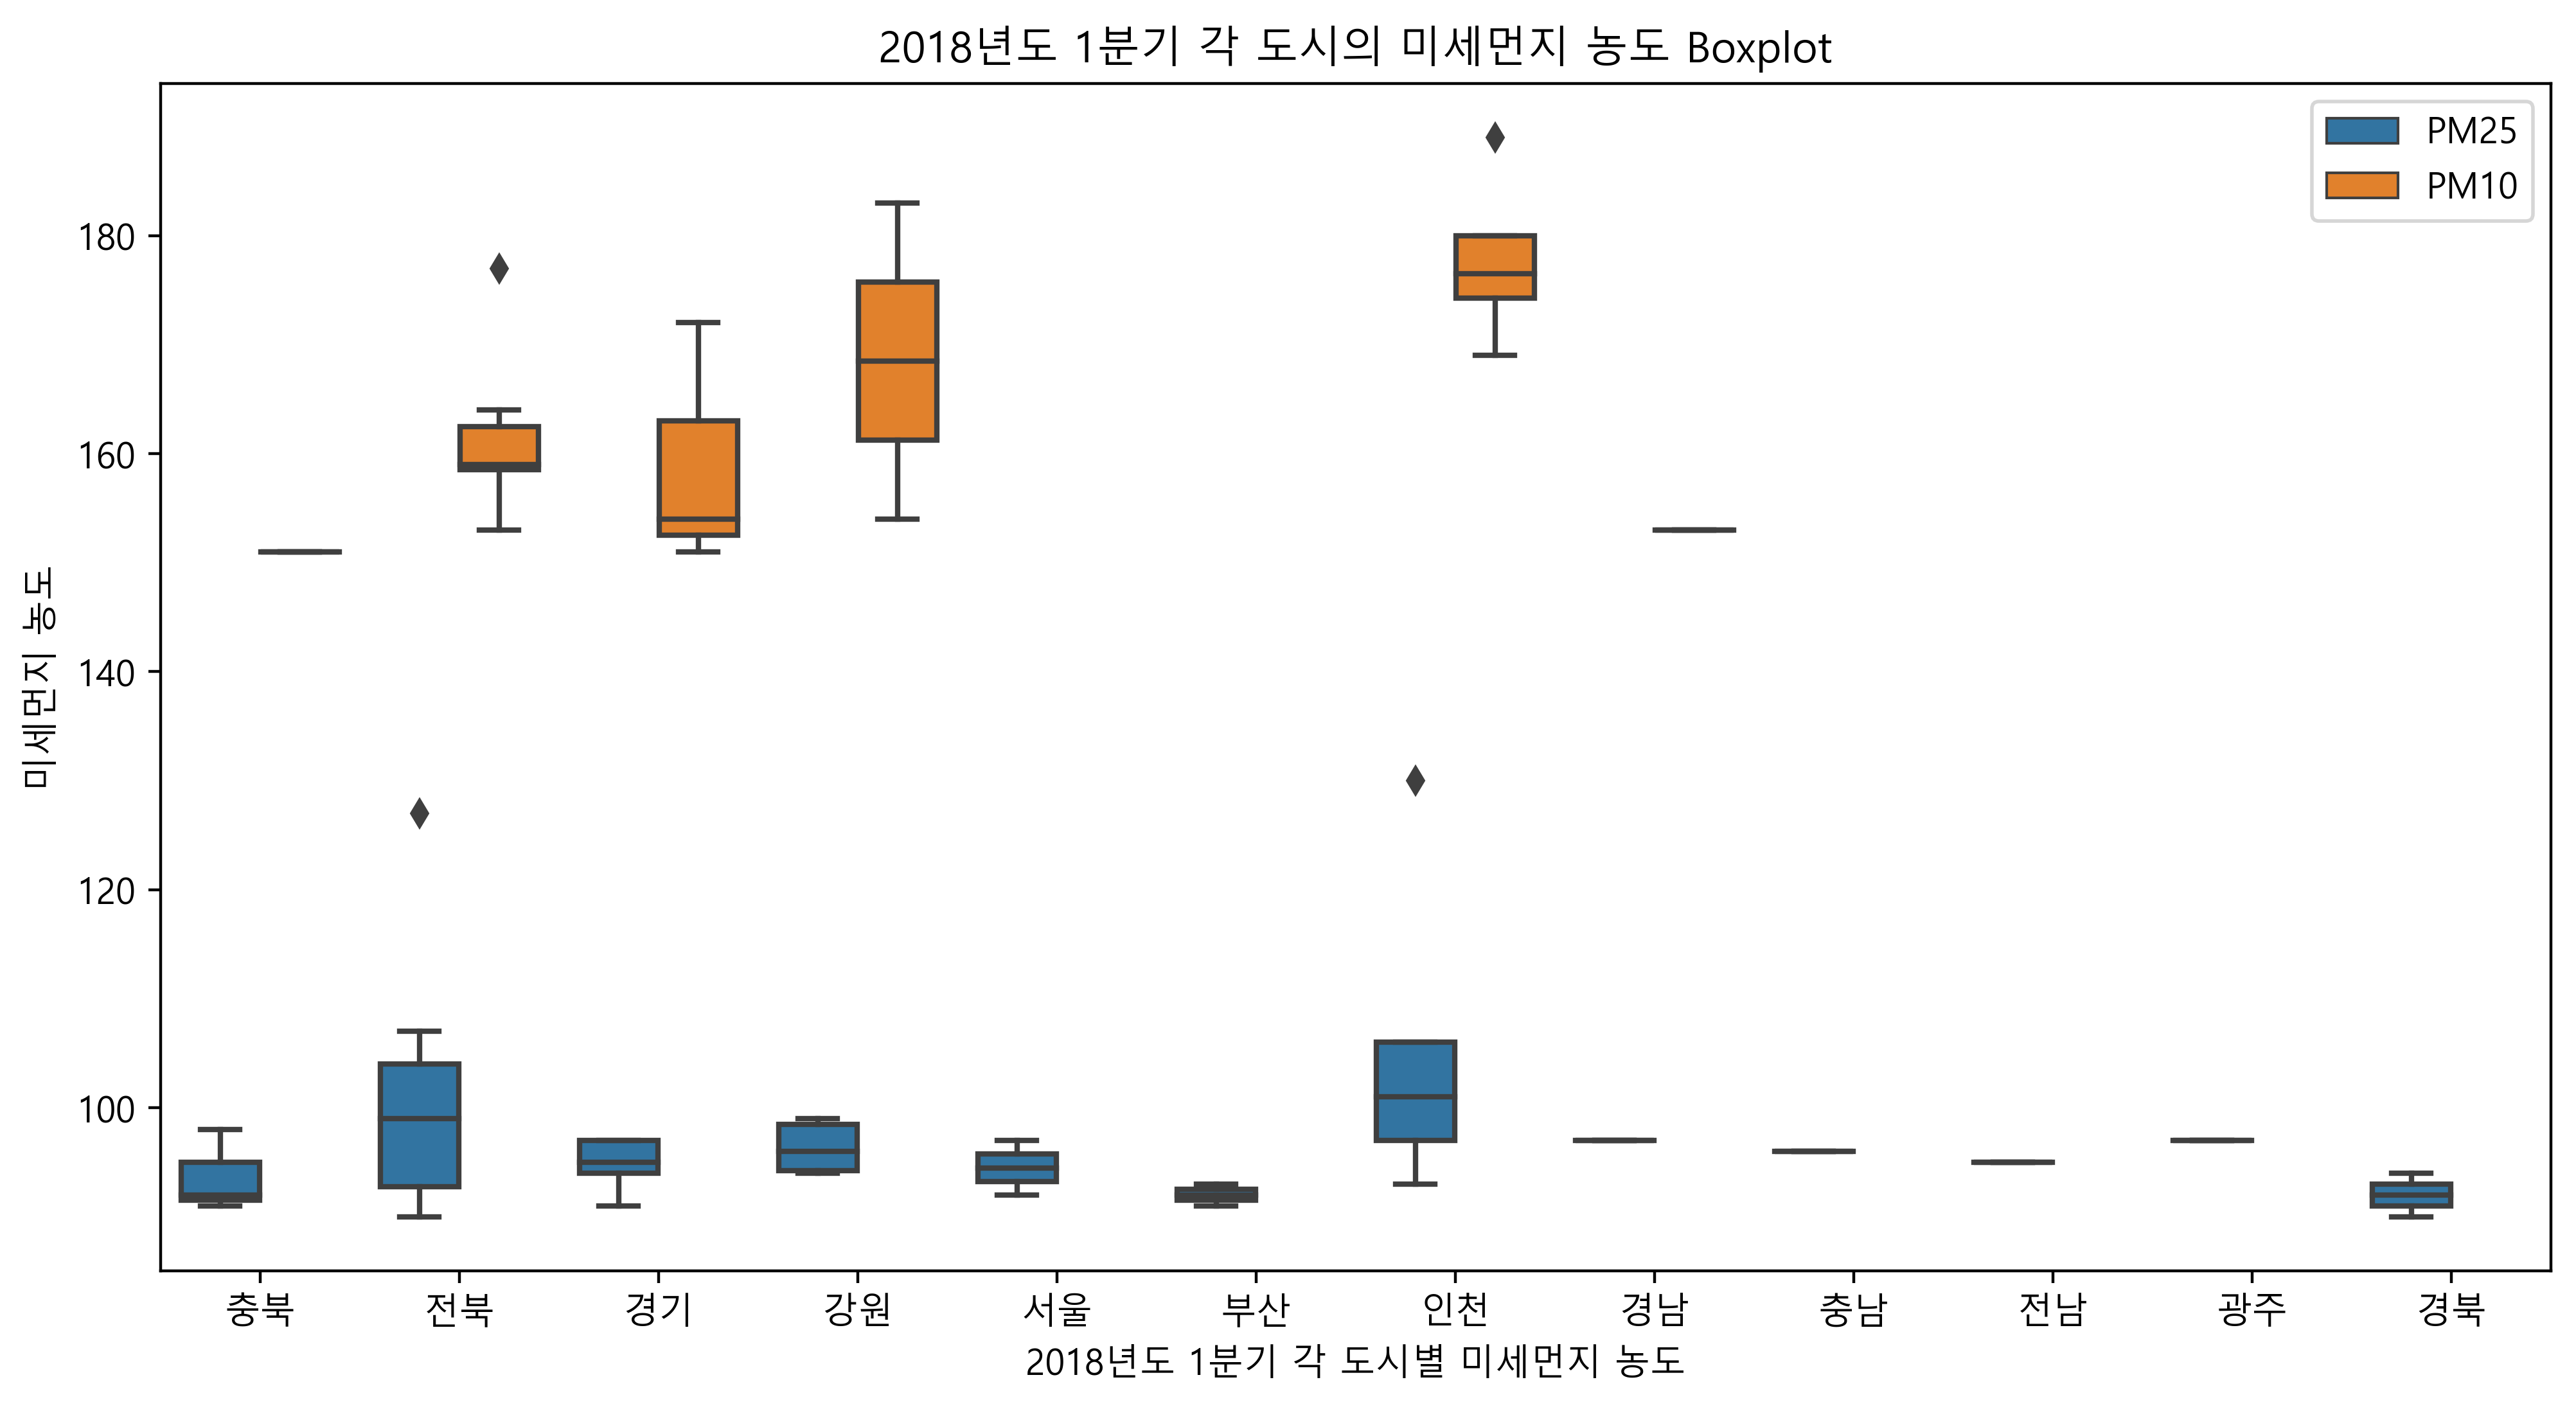 2018년도 1분기 각 도시의 미세먼지 농도 Boxplot
PM25
PM10
미세먼지 농도
180
160
140
120
100
충북 전북 경기 강원 서울 부산 인천 경남 충남 전남 광주 경북
2018년도 1분기 각 도시별 미세먼지 농도